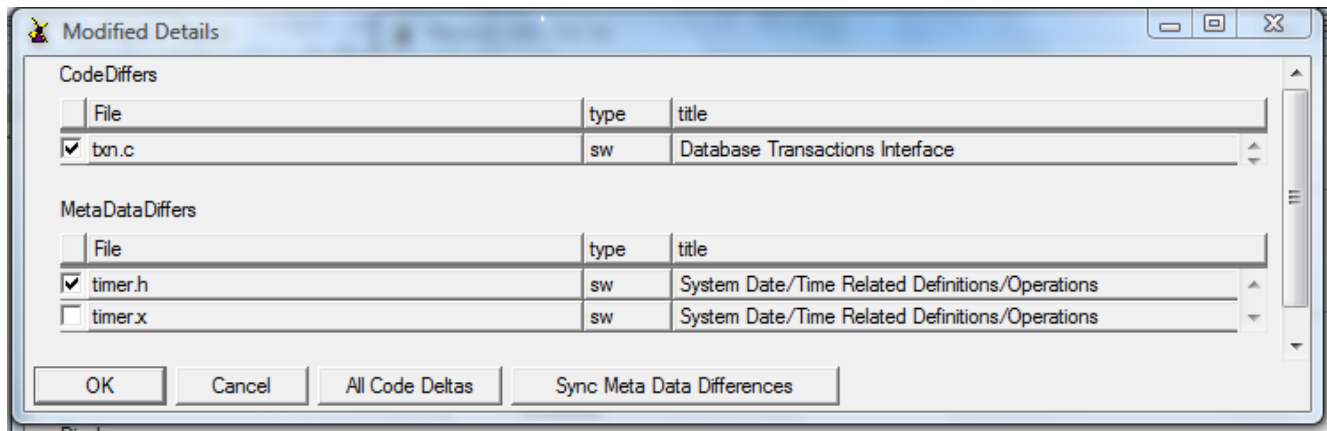 Modified Details
CodeDiffers
File type title
txn.c sw Database Transactions Interface
MetaDataDiffers
File type title
timer.h sw System Date/Time Related Definitions/Operations
timer.x sw System Date/Time Related Definitions/Operations
OK Cancel All Code Deltas Sync Meta Data Differences